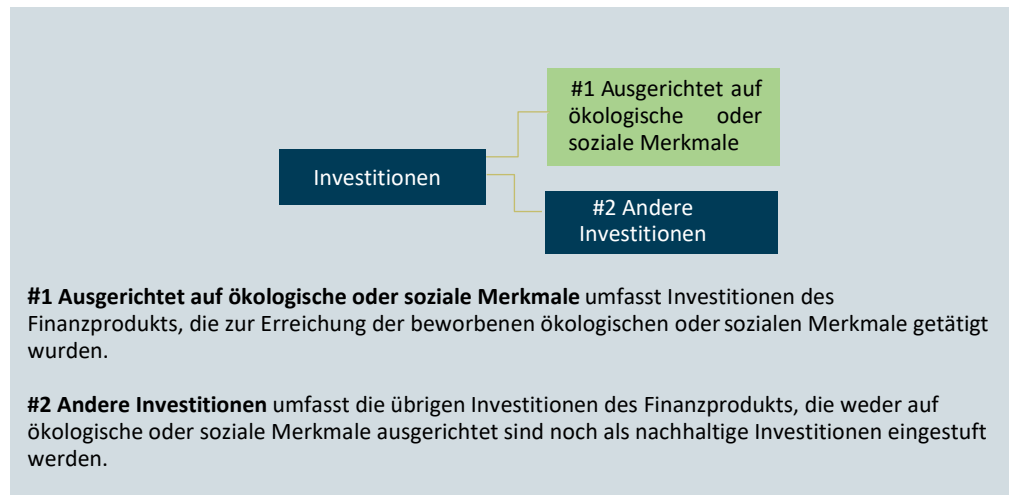 #1 Ausgerichtet auf
ökologische oder
soziale Merkmale
Investitionen
#2 Andere
Investitionen
#1 Ausgerichtet auf ökologische oder soziale Merkmale umfasst Investitionen des
Finanzprodukts, die zur Erreichung der beworbenen ökologischen oder sozialen Merkmale getätigt
wurden.
#2 Andere Investitionen umfasst die übrigen Investitionen des Finanzprodukts, die weder auf
ökologische oder soziale Merkmale ausgerichtet sind noch als nachhaltige Investitionen eingestuft
werden.